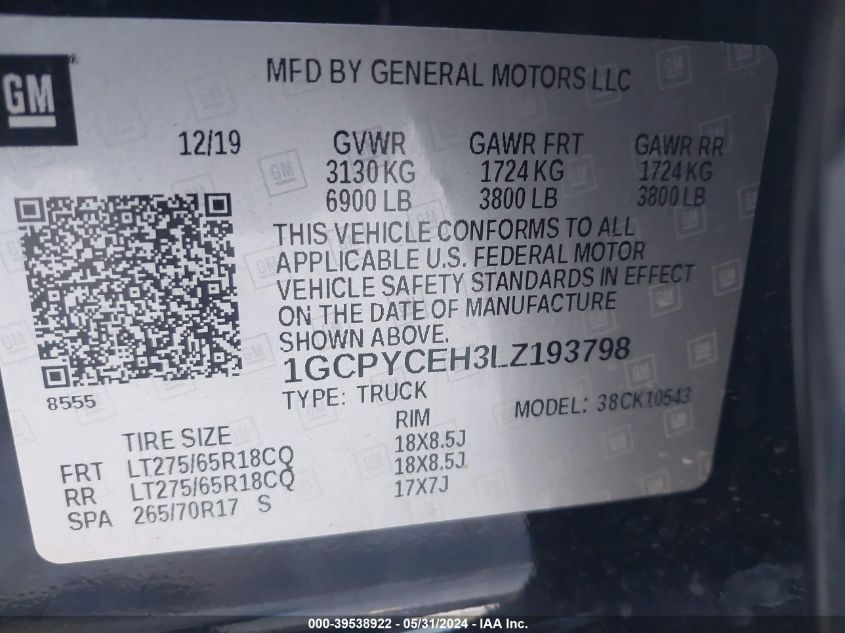 GM
MFD BY GENERAL MOTORS LLC
12/19 GVWR GAWR FRT GAWR RR
3130 KG 1724 KG 1724 KG
6900 LB 3800 LB 3800 LB
THIS VEHICLE CONFORMS TO ALL
APPLICABLE U.S. FEDERAL MOTOR
VEHICLE SAFETY STANDARDS IN EFFECT
ON THE DATE OF MANUFACTURE
SHOWN ABOVE.
1GCPYCEH3LZ193798
8555
TYPE: TRUCK MODEL: 38CK10543
TIRE SIZE RIM
FRT LT275/65R18CQ 18X8.5J
RR LT275/65R18CQ 18X8.5J
SPA 265/70R17 S 17X7J
000-39538922 - 05/31/2024 - IAA Inc.